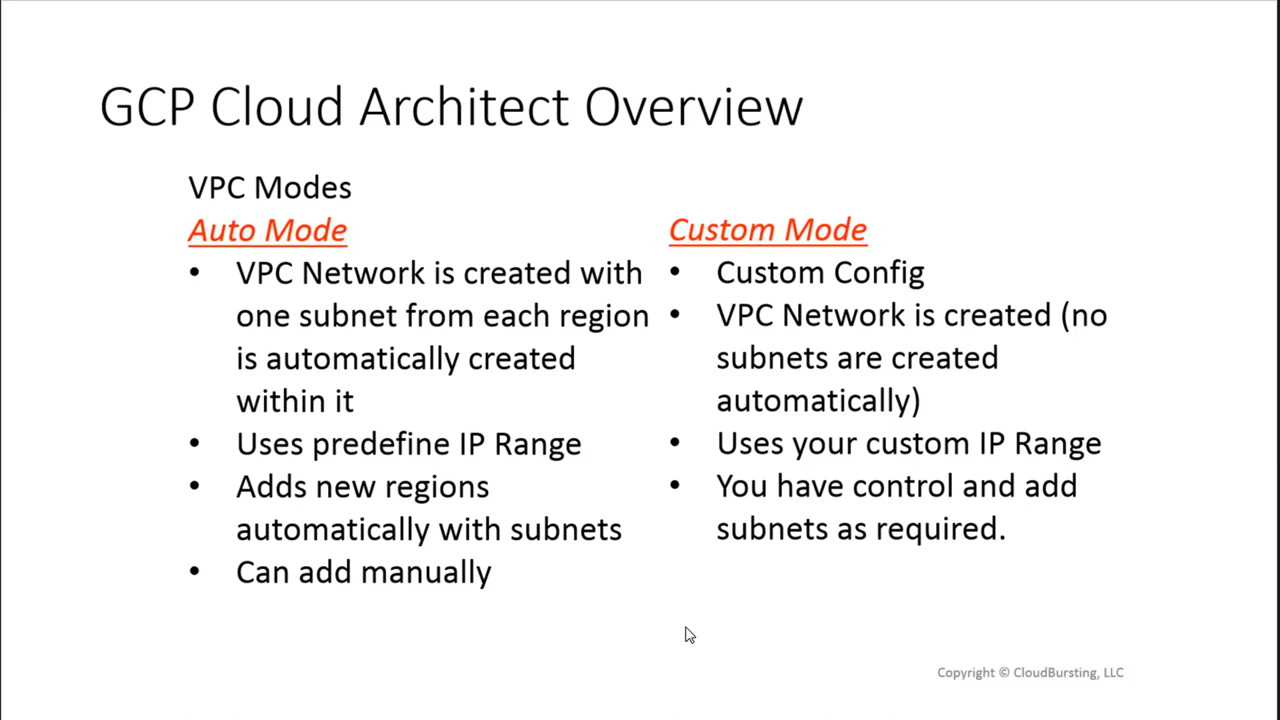 GCP Cloud Architect Overview
VPC Modes
Auto Mode
• VPC Network is created with
one subnet from each region
is automatically created
within it
• Uses predefine IP Range
• Adds new regions
automatically with subnets
• Can add manually
Custom Mode
• Custom Config
• VPC Network is created (no
subnets are created
automatically)
• Uses your custom IP Range
• You have control and add
subnets as required.
Copyright © CloudBursting, LLC